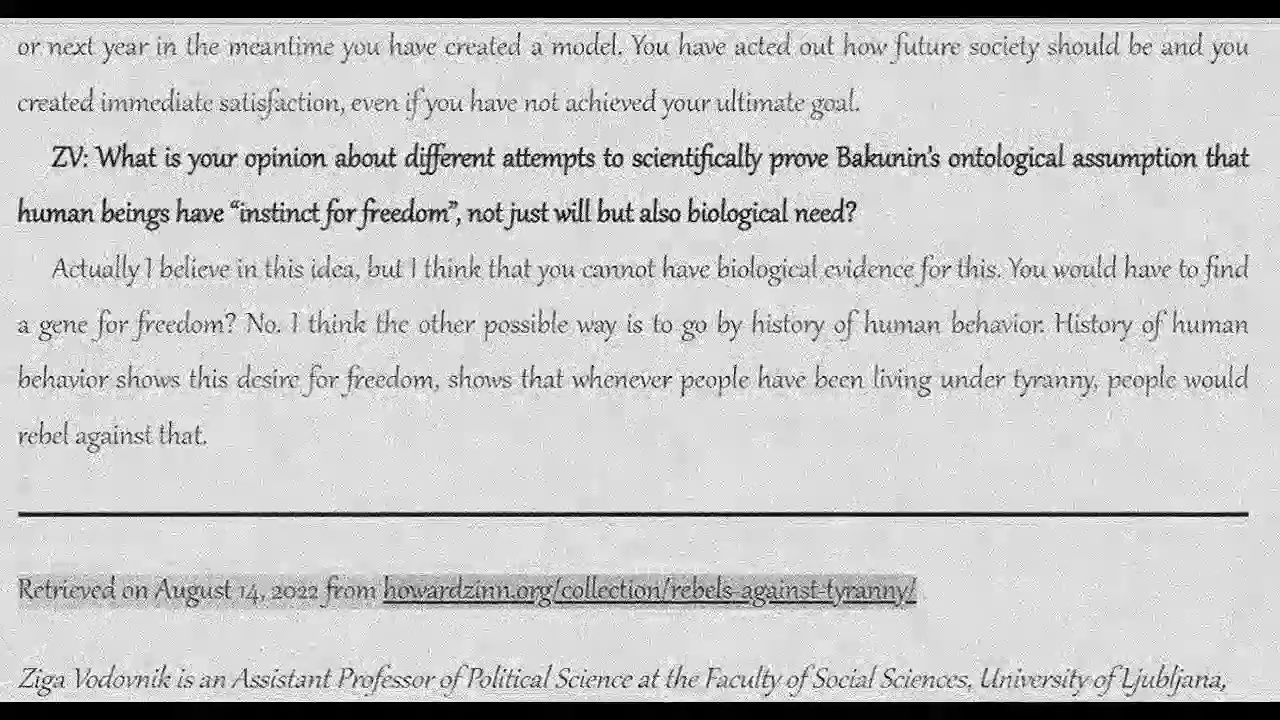 or next year in the meantime you have created a model. You have acted out how future society should be and you
created immediate satisfaction, even if you have not achieved your ultimate goal.
ZV: What is your opinion about different attempts to scientifically prove Bakunin's ontological assumption that
human beings have “instinct for freedom”, not just will but also biological need?
Actually I believe in this idea, but I think that you cannot have biological evidence for this. You would have to find
a gene for freedom? No. I think the other possible way is to go by history of human behavior. History of human
behavior shows this desire for freedom, shows that whenever people have been living under tyranny, people would
rebel against that.
Retrieved on August 14, 2022 from howardzinn.org/collection/rebels-against-tyranny/
Ziga Vodovnik is an Assistant Professor of Political Science at the Faculty of Social Sciences, University of Ljubljana,